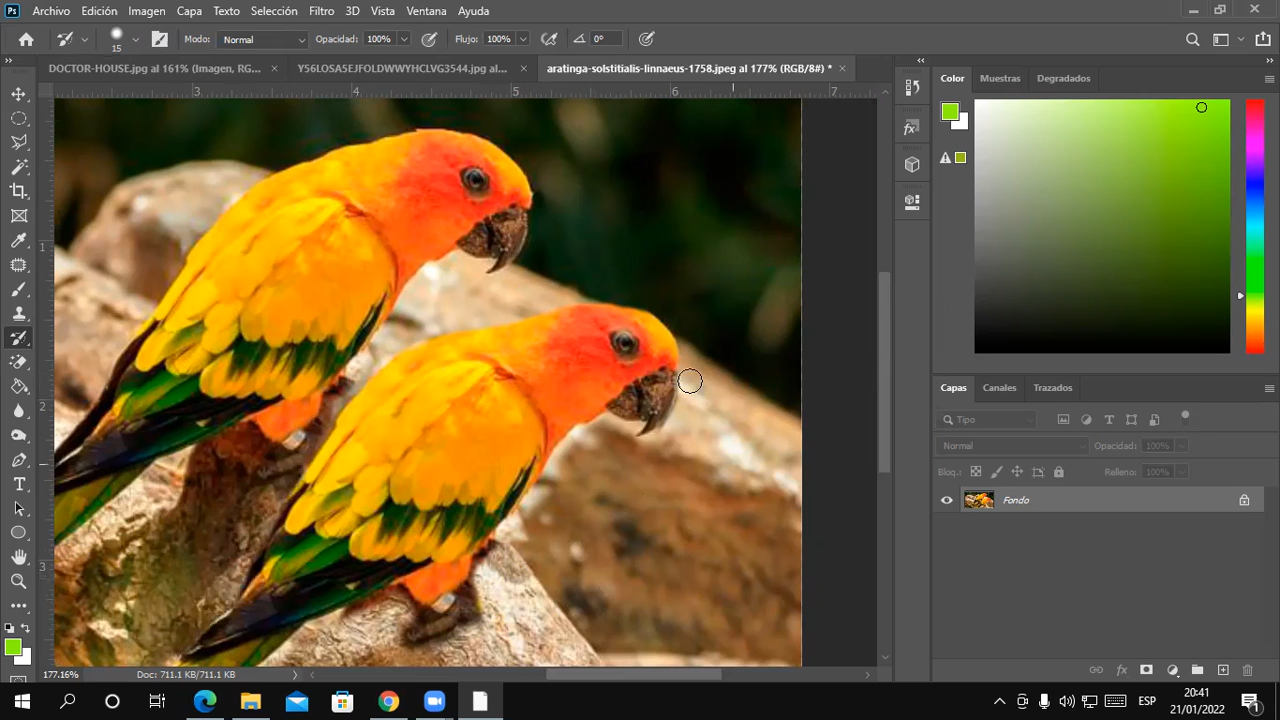 Ps Archivo Edición Imagen Capa Texto Selección Filtro 3D Vista Ventana Ayuda
15 Modo: Normal Opacidad: 100% Flujo: 100% 0°
DOCTOR-HOUSE.jpg al 161% (Imagen, RG... × Y56LOSA5EJFOLDWWYHCLVG3544.jpg al... × aratinga-solstitialis-linnaeus-1758.jpeg al 177% (RGB/8#) * ×
3 4 5 6 7
1
2
3
Color Muestras Degradados
Capas Canales Trazados
Tipo
Normal Opacidad: 100%
Bloq.: Relleno: 100%
Fondo
177.16% Doc: 711.1 KB/711.1 KB
ESP
20:41
21/01/2022
1